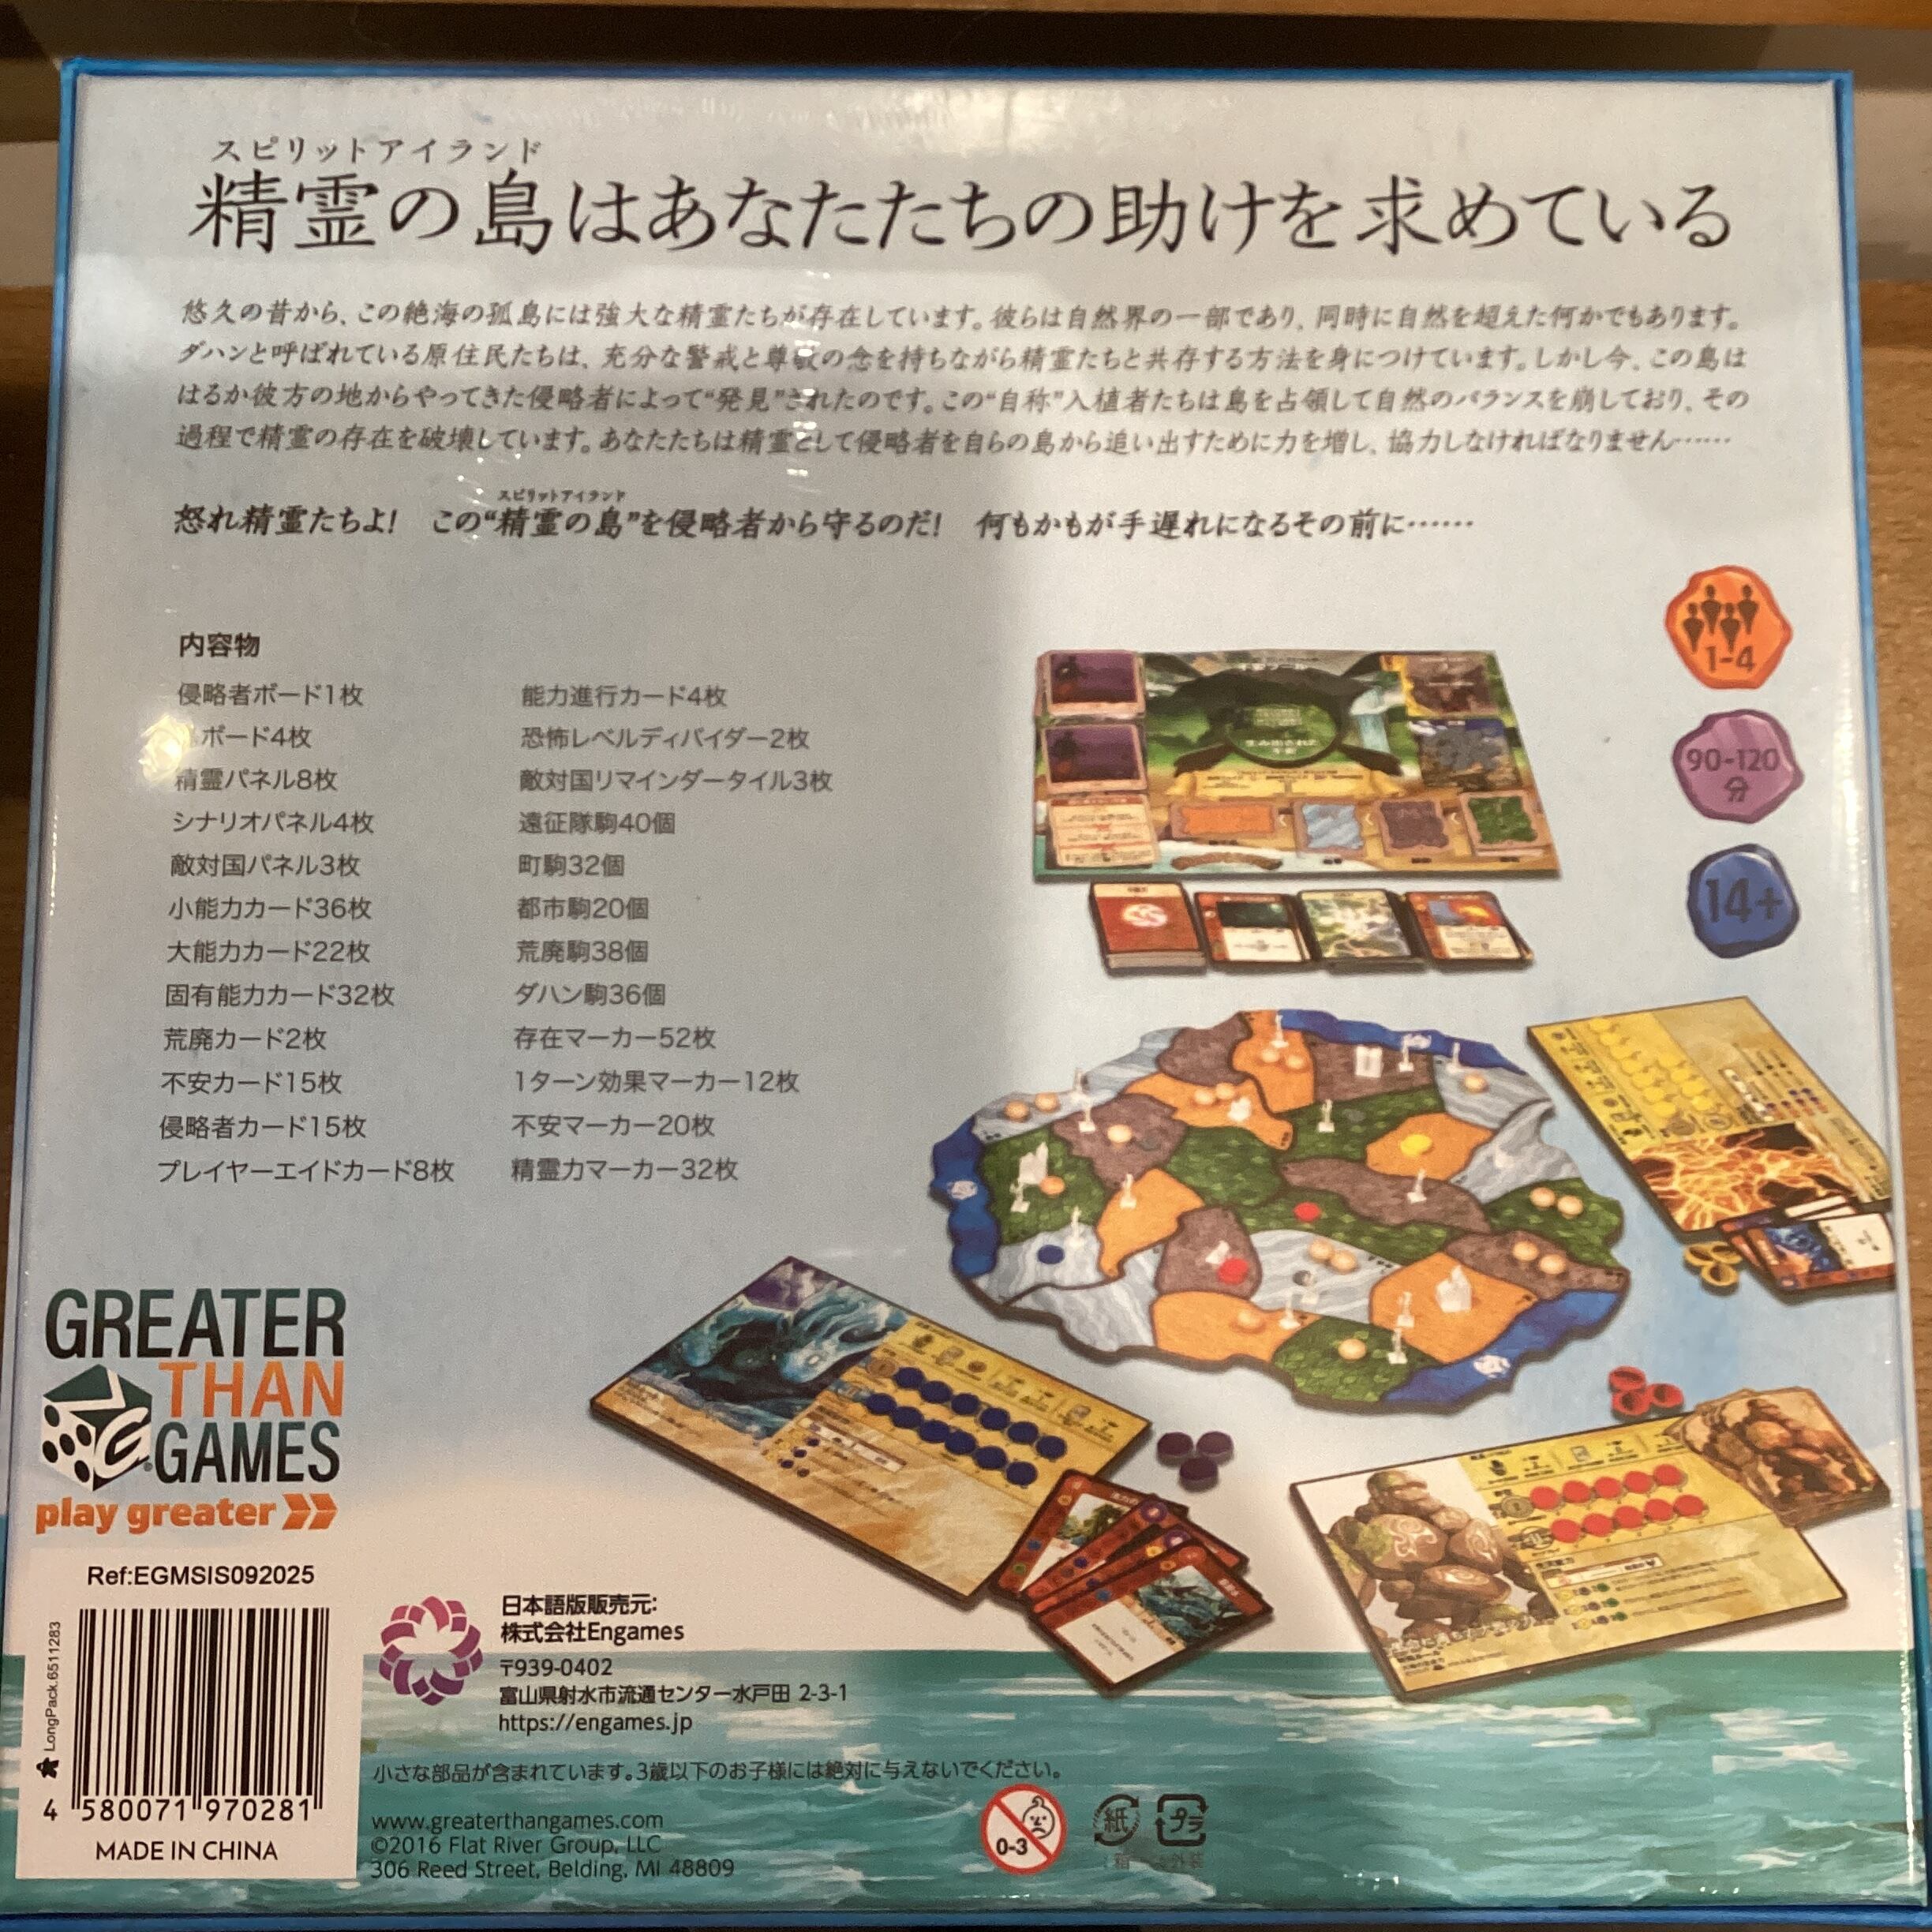 スピリットアイランド
精霊の島はあなたたちの助けを求めている
悠久の昔から、この絶海の孤島には強大な精霊たちが存在しています。彼らは自然界の一部であり、同時に自然を超えた何かでもあります。
ダハンと呼ばれている原住民たちは、充分な警戒と尊敬の念を持ちながら精霊たちと共存する方法を身につけています。しかし今、この島は
はるか彼方の地からやってきた侵略者によって“発見”されたのです。この“自称”入植者たちは島を占領して自然のバランスを崩しており、その
過程で精霊の存在を破壊しています。あなたたちは精霊として侵略者を自らの島から追い出すために力を増し、協力しなければなりません……
スピリットアイランド
怒れ精霊たちよ! この“精霊の島”を侵略者から守るのだ! 何もかもが手遅れになるその前に……
1-4
90-120
分
14+
内容物
侵略者ボード1枚
ボード4枚
精霊パネル8枚
シナリオパネル4枚
敵対国パネル3枚
小能力カード36枚
大能力カード22枚
固有能力カード32枚
荒廃カード2枚
不安カード15枚
侵略者カード15枚
プレイヤーエイドカード8枚
能力進行カード4枚
恐怖レベルディバイダー2枚
敵対国リマインダータイル3枚
遠征隊駒40個
町駒32個
都市駒20個
荒廃駒38個
ダハン駒36個
存在マーカー52枚
1ターン効果マーカー12枚
不安マーカー20枚
精霊力マーカー32枚
GREATER
THAN
GAMES
play greater
Ref:EGMSIS092025
LongPack.6511283
4 580071 970281
MADE IN CHINA
日本語版販売元:
株式会社Engames
〒939-0402
富山県射水市流通センター水戸田 2-3-1
https://engames.jp
小さな部品が含まれています。3歳以下のお子様には絶対に与えないでください。
www.greaterthangames.com
©2016 Flat River Group, LLC
306 Reed Street, Belding, MI 48809
0-3
紙
プラ
箱
外装